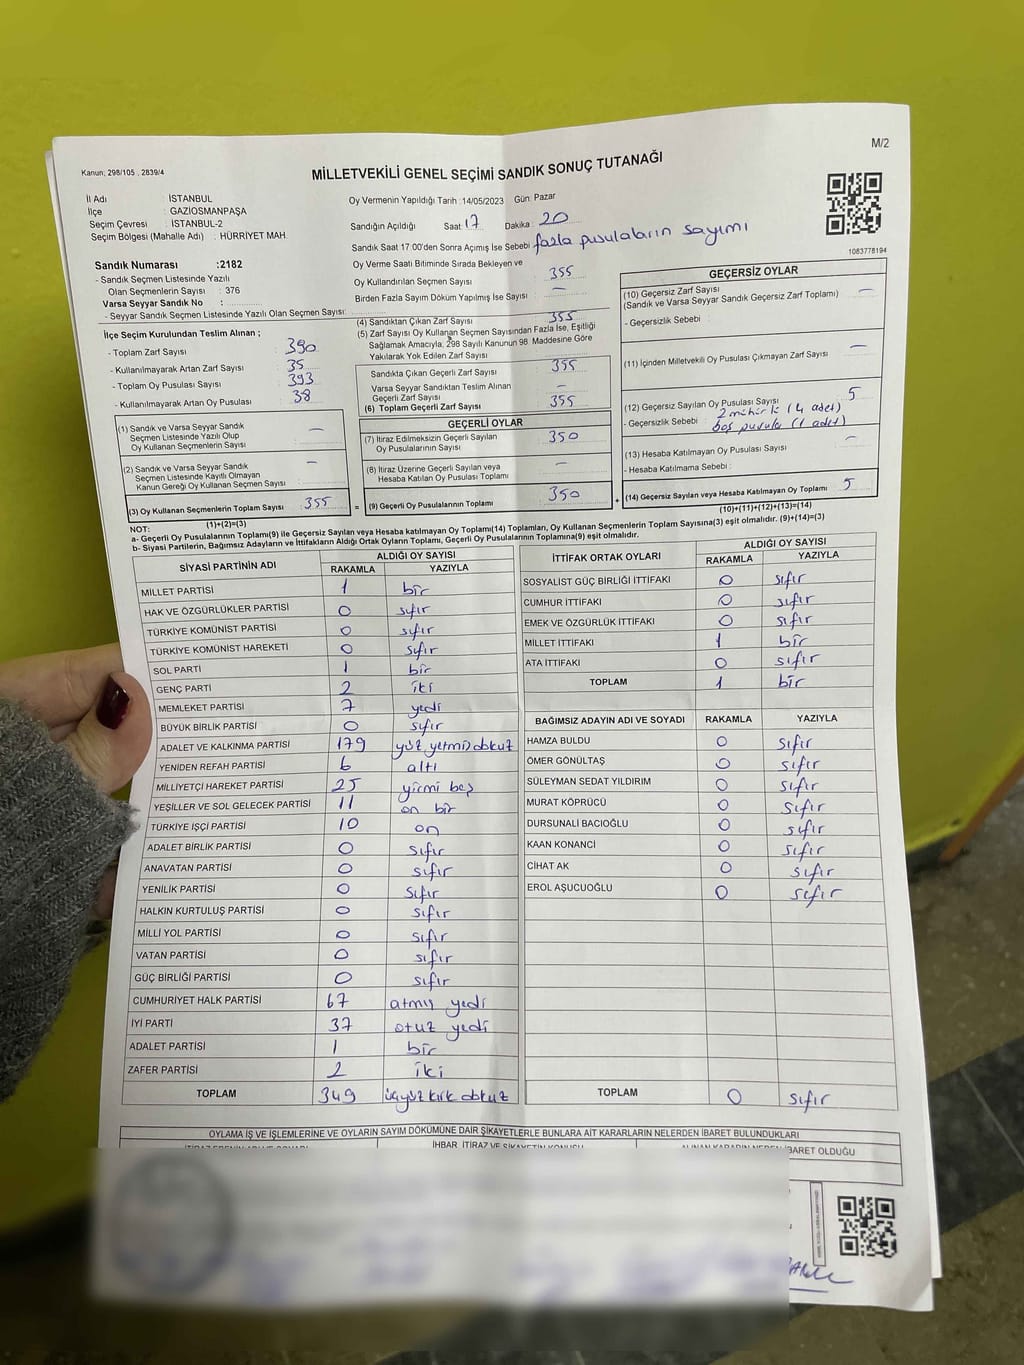 M/2
Kanun; 298/105 , 2839/4
MİLLETVEKİLİ GENEL SEÇİMİ SANDIK SONUÇ TUTANAĞI
İl Adı : İSTANBUL
İlçe : GAZİOSMANPAŞA
Seçim Çevresi : İSTANBUL-2
Seçim Bölgesi (Mahalle Adı) : HÜRRİYET MAH
Oy Vermenin Yapıldığı Tarih :14/05/2023 Gün: Pazar
Sandığın Açıldığı Saat 17 Dakika : 20
Sandık Saat 17:00'den Sonra Açımış İse Sebebi fazla pusulaların sayımı
1083778194
Sandık Numarası :2182
- Sandık Seçmen Listesinde Yazılı
Olan Seçmenlerin Sayısı : 376
Varsa Seyyar Sandık No :
- Seyyar Sandık Seçmen Listesinde Yazılı Olan Seçmen Sayısı:
Oy Verme Saati Bitiminde Sırada Bekleyen ve
Oy Kullandırılan Seçmen Sayısı 355
Birden Fazla Sayım Döküm Yapılmış İse Sayısı —
İlçe Seçim Kurulundan Teslim Alınan ;
- Toplam Zarf Sayısı : 390
- Kullanılmayarak Artan Zarf Sayısı : 35
- Toplam Oy Pusulası Sayısı : 393
- Kullanılmayarak Artan Oy Pusulası : 38
(4) Sandıktan Çıkan Zarf Sayısı 355
(5) Zarf Sayısı Oy Kullanan Seçmen Sayısından Fazla İse, Eşitliği
Sağlamak Amacıyla; 298 Sayılı Kanunun 98. Maddesine Göre
Yakılarak Yok Edilen Zarf Sayısı
Sandıkta Çıkan Geçerli Zarf Sayısı 355
Varsa Seyyar Sandıktan Teslim Alınan
Geçerli Zarf Sayısı —
(6) Toplam Geçerli Zarf Sayısı 355
(1) Sandık ve Varsa Seyyar Sandık
Seçmen Listesinde Yazılı Olup
Oy Kullanan Seçmenlerin Sayısı —
(2) Sandık ve Varsa Seyyar Sandık
Seçmen Listesinde Kayıtlı Olmayan
Kanun Gereği Oy Kullanan Seçmen Sayısı —
(3) Oy Kullanan Seçmenlerin Toplam Sayısı 355
(1)+(2)=(3)
GEÇERLİ OYLAR
(7) İtiraz Edilmeksizin Geçerli Sayılan
Oy Pusulalarının Sayısı 350
(8) İtiraz Üzerine Geçerli Sayılan veya
Hesaba Katılan Oy Pusulaları Toplamı —
= (9) Geçerli Oy Pusulalarının Toplamı 350 +
GEÇERSİZ OYLAR
(10) Geçersiz Zarf Sayısı —
(Sandık ve Varsa Seyyar Sandık Geçersiz Zarf Toplamı)
- Geçersizlik Sebebi :
(11) İçinden Milletvekili Oy Pusulası Çıkmayan Zarf Sayısı —
(12) Geçersiz Sayılan Oy Pusulası Sayısı 5
- Geçersizlik Sebebi : 2 mühürlü (4 adet)
boş pusula (1 adet)
(13) Hesaba Katılmayan Oy Pusulası Sayısı —
- Hesaba Katılmama Sebebi :
(14) Geçersiz Sayılan veya Hesaba Katılmayan Oy Toplamı 5
(10)+(11)+(12)+(13)=(14)
NOT:
a- Geçerli Oy Pusulalarının Toplamı(9) ile Geçersiz Sayılan veya Hesaba katılmayan Oy Toplamı(14) Toplamları, Oy Kullanan Seçmenlerin Toplam Sayısına(3) eşit olmalıdır. (9)+(14)=(3)
b- Siyasi Partilerin, Bağımsız Adayların ve İttifakların Aldığı Ortak Oyların Toplamı, Geçerli Oy Pusulalarının Toplamına(9) eşit olmalıdır.
SİYASİ PARTİNİN ADI ALDIĞI OY SAYISI
RAKAMLA YAZIYLA
MİLLET PARTİSİ 1 bir
HAK VE ÖZGÜRLÜKLER PARTİSİ 0 sıfır
TÜRKİYE KOMÜNİST PARTİSİ 0 sıfır
TÜRKİYE KOMÜNİST HAREKETİ 0 sıfır
SOL PARTİ 1 bir
GENÇ PARTİ 2 iki
MEMLEKET PARTİSİ 7 yedi
BÜYÜK BİRLİK PARTİSİ 0 sıfır
ADALET VE KALKINMA PARTİSİ 179 yüz yetmiş dokuz
YENİDEN REFAH PARTİSİ 6 altı
MİLLİYETÇİ HAREKET PARTİSİ 25 yirmi beş
YEŞİLLER VE SOL GELECEK PARTİSİ 11 on bir
TÜRKİYE İŞÇİ PARTİSİ 10 on
ADALET BİRLİK PARTİSİ 0 sıfır
ANAVATAN PARTİSİ 0 sıfır
YENİLİK PARTİSİ 0 sıfır
HALKIN KURTULUŞ PARTİSİ 0 sıfır
MİLLİ YOL PARTİSİ 0 sıfır
VATAN PARTİSİ 0 sıfır
GÜÇ BİRLİĞİ PARTİSİ 0 sıfır
CUMHURİYET HALK PARTİSİ 67 atmış yedi
İYİ PARTİ 37 otuz yedi
ADALET PARTİSİ 1 bir
ZAFER PARTİSİ 2 iki
TOPLAM 349 üçyüz kırk dokuz
İTTİFAK ORTAK OYLARI ALDIĞI OY SAYISI
RAKAMLA YAZIYLA
SOSYALİST GÜÇ BİRLİĞİ İTTİFAKI 0 sıfır
CUMHUR İTTİFAKI 0 sıfır
EMEK VE ÖZGÜRLÜK İTTİFAKI 0 sıfır
MİLLET İTTİFAKI 1 bir
ATA İTTİFAKI 0 sıfır
TOPLAM 1 bir
BAĞIMSIZ ADAYIN ADI VE SOYADI RAKAMLA YAZIYLA
HAMZA BULDU 0 sıfır
ÖMER GÖNÜLTAŞ 0 sıfır
SÜLEYMAN SEDAT YILDIRIM 0 sıfır
MURAT KÖPRÜCÜ 0 sıfır
DURSUNALİ BACIOĞLU 0 sıfır
KAAN KONANCİ 0 sıfır
CİHAT AK 0 sıfır
EROL AŞUCUOĞLU 0 sıfır
TOPLAM 0 sıfır
OYLAMA İŞ VE İŞLEMLERİNE VE OYLARIN SAYIM DÖKÜMÜNE DAİR ŞİKAYETLERLE BUNLARA AİT KARARLARIN NELERDEN İBARET BULUNDUKLARI
İHBAR, İTİRAZ VE ŞİKAYETİN KONUSU
ALINAN KARARIN NEDEN İBARET OLDUĞU